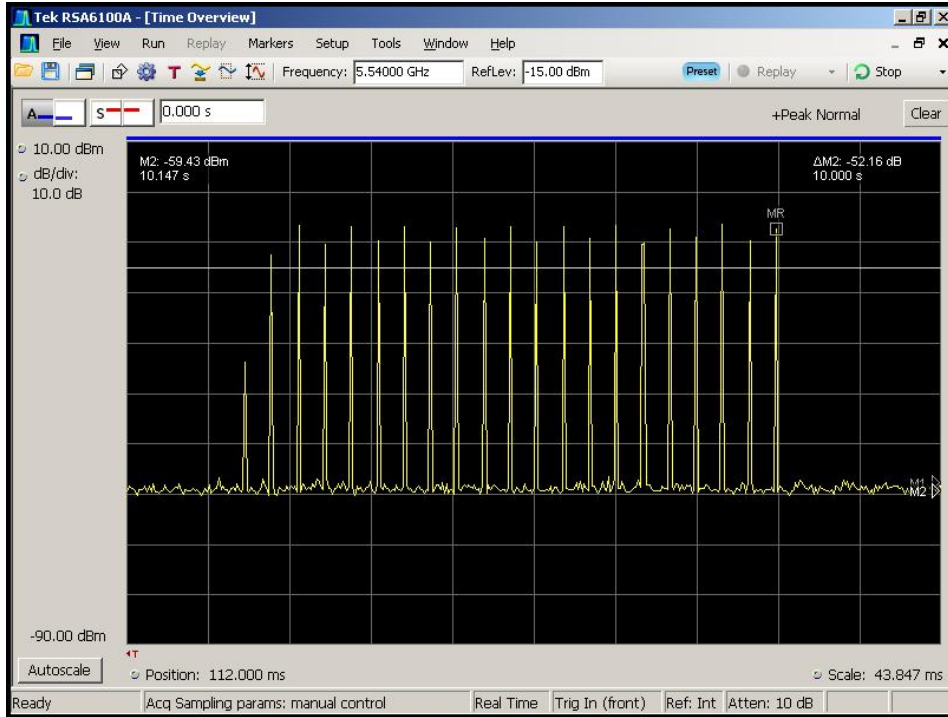 Tek RSA6100A - [Time Overview]
File View Run Replay Markers Setup Tools Window Help
T Frequency: 5.54000 GHz RefLev: -15.00 dBm Preset Replay Stop
A S 0.000 s +Peak Normal Clear
10.00 dBm
dB/div:
10.0 dB
M2: -59.43 dBm
10.147 s
ΔM2: -52.16 dB
10.000 s
MR
M1
M2
-90.00 dBm
T
Autoscale Position: 112.000 ms Scale: 43.847 ms
Ready Acq Sampling params: manual control Real Time Trig In (front) Ref: Int Atten: 10 dB